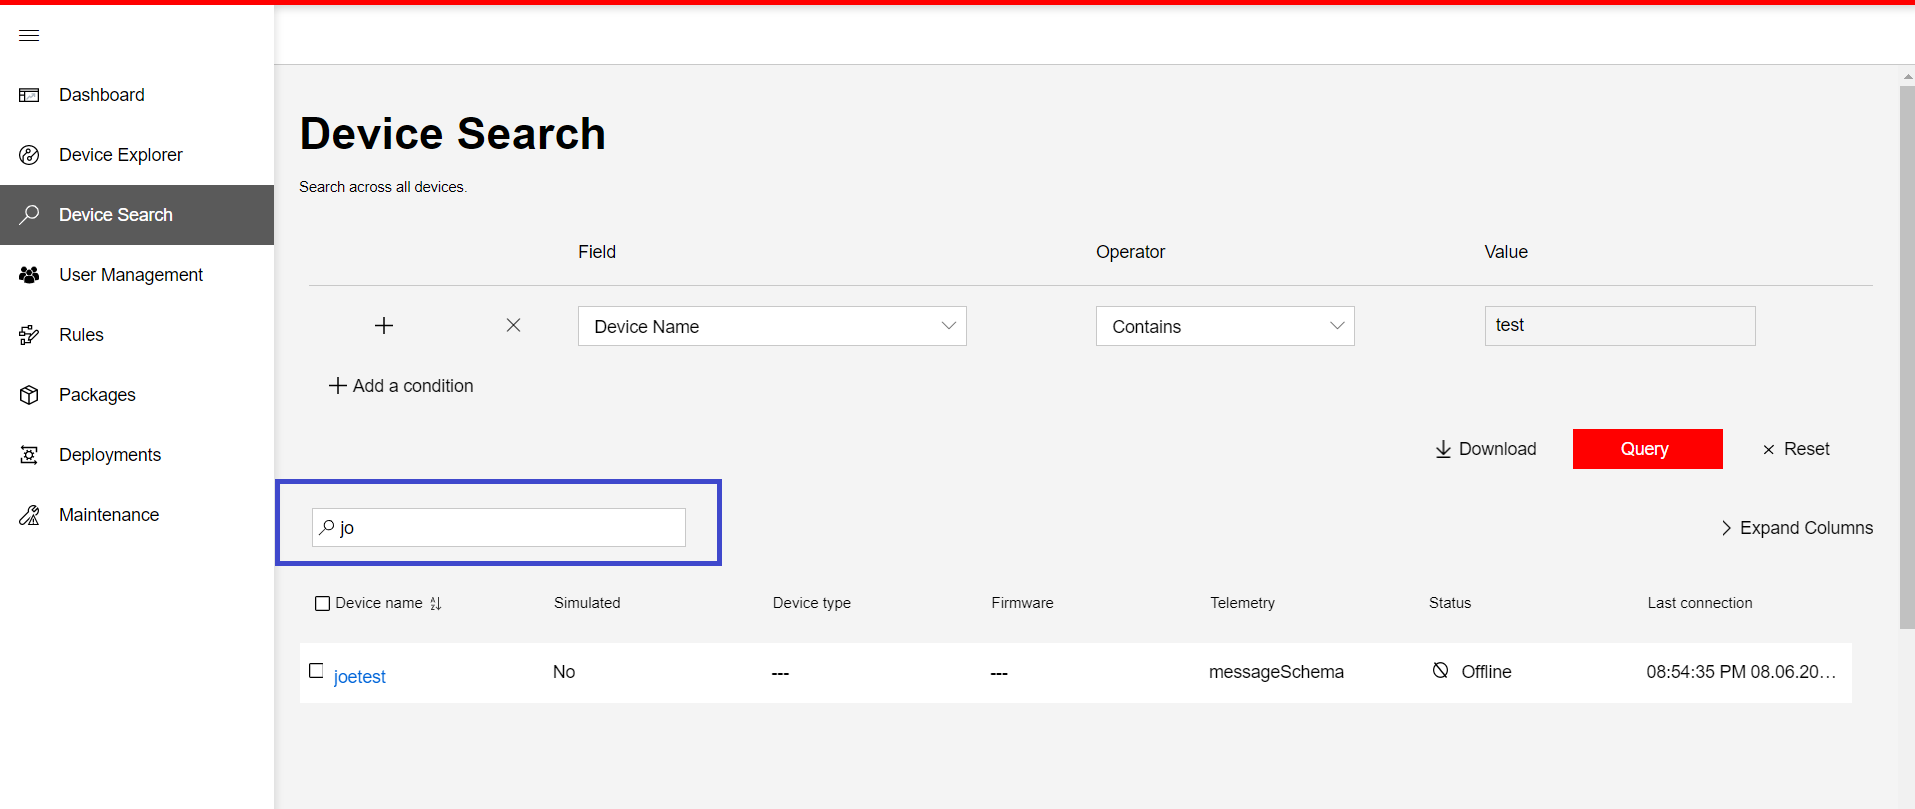 Dashboard
Device Explorer
Device Search
User Management
Rules
Packages
Deployments
Maintenance
Device Search
Search across all devices.
Field Operator Value
Device Name Contains test
Add a condition
Download Query Reset
jo
Expand Columns
Device name Simulated Device type Firmware Telemetry Status Last connection
joetest No --- --- messageSchema Offline 08:54:35 PM 08.06.20...